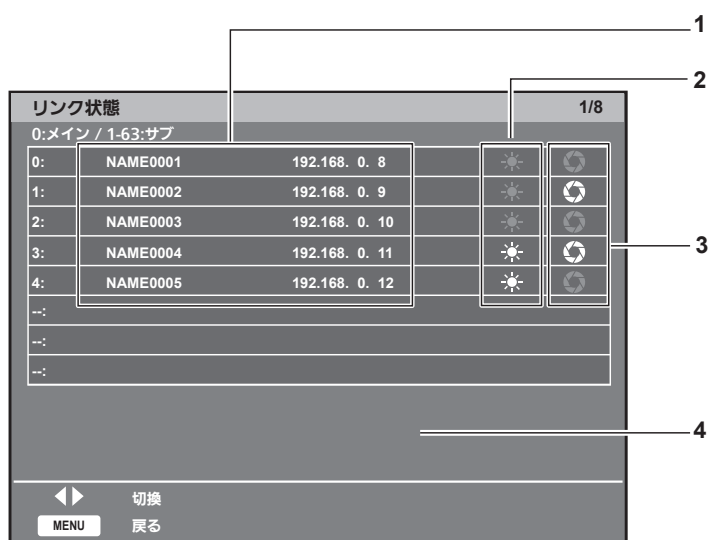 1
2
リンク状態 1/8
0:メイン / 1-63:サブ
0: NAME0001 192.168. 0. 8
1: NAME0002 192.168. 0. 9
2: NAME0003 192.168. 0. 10
3: NAME0004 192.168. 0. 11
4: NAME0005 192.168. 0. 12
3
--:
--:
--:
4
切換
MENU 戻る